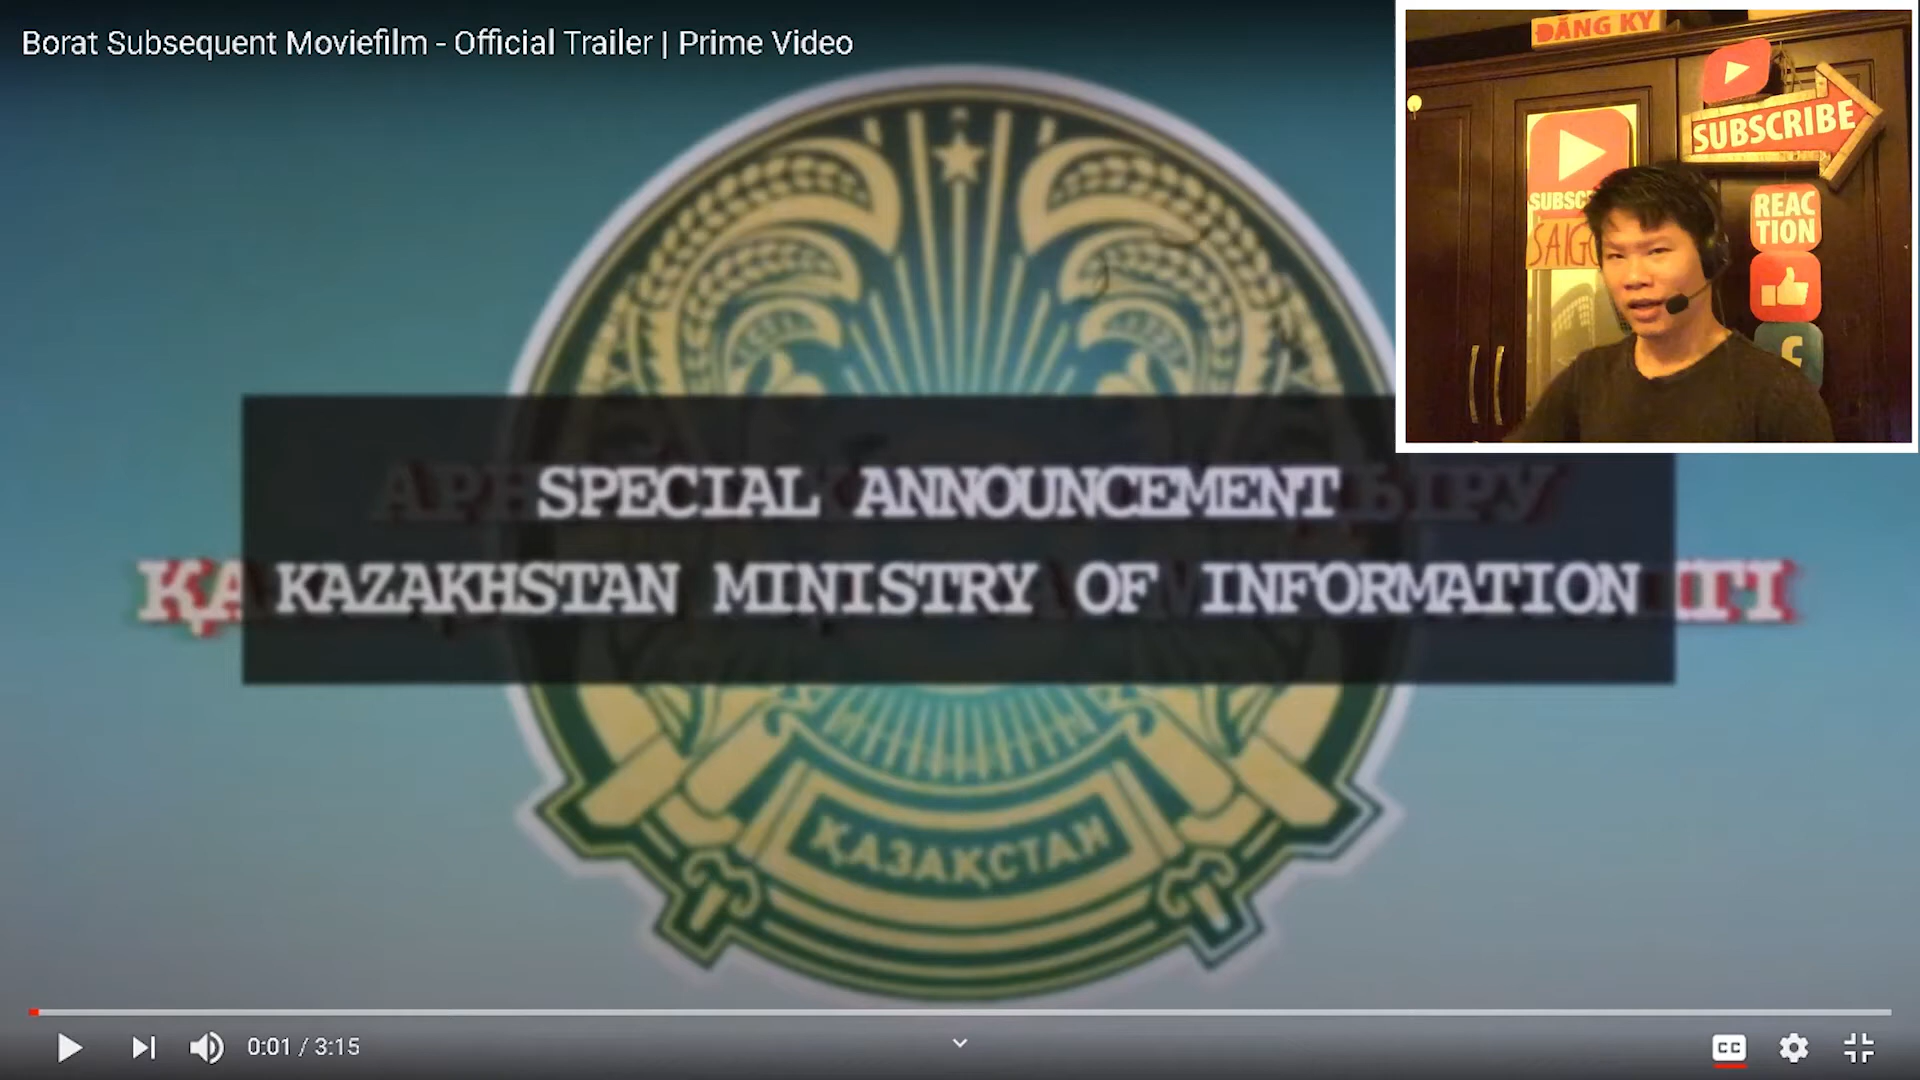 Borat Subsequent Moviefilm - Official Trailer | Prime Video
ĐĂNG KÝ
SUBSCRIBE
REAC
TION
SPECIAL ANNOUNCEMENT
KAZAKHSTAN MINISTRY OF INFORMATION
ҚАЗАҚСТАН
0:01 / 3:15
CC